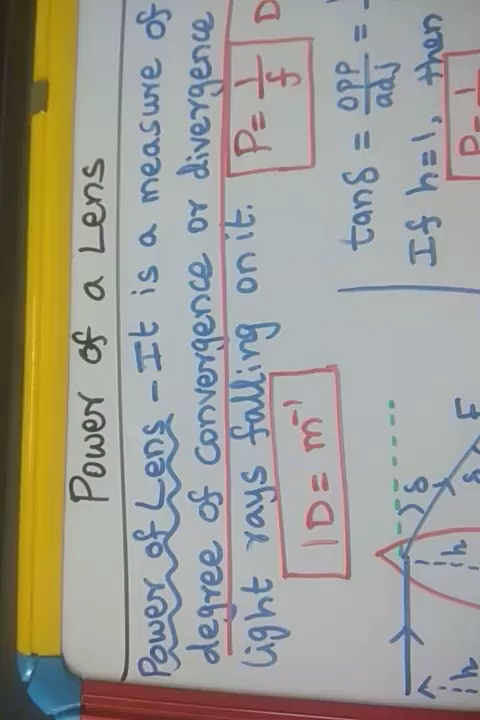 Power of a Lens
Power of Lens - It is a measure of
degree of convergence or divergence
light rays falling on it. P = 1/f D
1D = m⁻¹
tanδ = opp/adj =
If h=1, then
P = 1
δ
F
δ
h
h